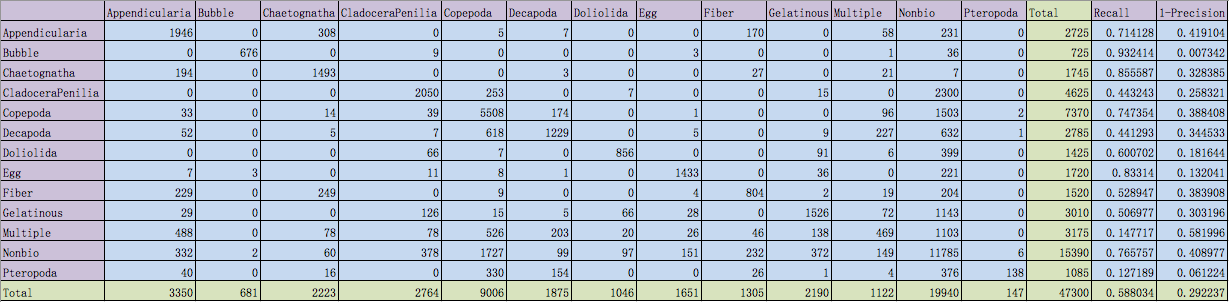 Appendicularia Bubble Chaetognatha CladoceraPenilia Copepoda Decapoda Doliolida Egg Fiber Gelatinous Multiple Nonbio Pteropoda Total Recall 1-Precision
Appendicularia 1946 0 308 0 5 7 0 0 170 0 58 231 0 2725 0.714128 0.419104
Bubble 0 676 0 9 0 0 0 3 0 0 1 36 0 725 0.932414 0.007342
Chaetognatha 194 0 1493 0 0 3 0 0 27 0 21 7 0 1745 0.855587 0.328385
CladoceraPenilia 0 0 0 2050 253 0 7 0 0 15 0 2300 0 4625 0.443243 0.258321
Copepoda 33 0 14 39 5508 174 0 1 0 0 96 1503 2 7370 0.747354 0.388408
Decapoda 52 0 5 7 618 1229 0 5 0 9 227 632 1 2785 0.441293 0.344533
Doliolida 0 0 0 66 7 0 856 0 0 91 6 399 0 1425 0.600702 0.181644
Egg 7 3 0 11 8 1 0 1433 0 36 0 221 0 1720 0.83314 0.132041
Fiber 229 0 249 0 9 0 0 4 804 2 19 204 0 1520 0.528947 0.383908
Gelatinous 29 0 0 126 15 5 66 28 0 1526 72 1143 0 3010 0.506977 0.303196
Multiple 488 0 78 78 526 203 20 26 46 138 469 1103 0 3175 0.147717 0.581996
Nonbio 332 2 60 378 1727 99 97 151 232 372 149 11785 6 15390 0.765757 0.408977
Pteropoda 40 0 16 0 330 154 0 0 26 1 4 376 138 1085 0.127189 0.061224
Total 3350 681 2223 2764 9006 1875 1046 1651 1305 2190 1122 19940 147 47300 0.588034 0.292237